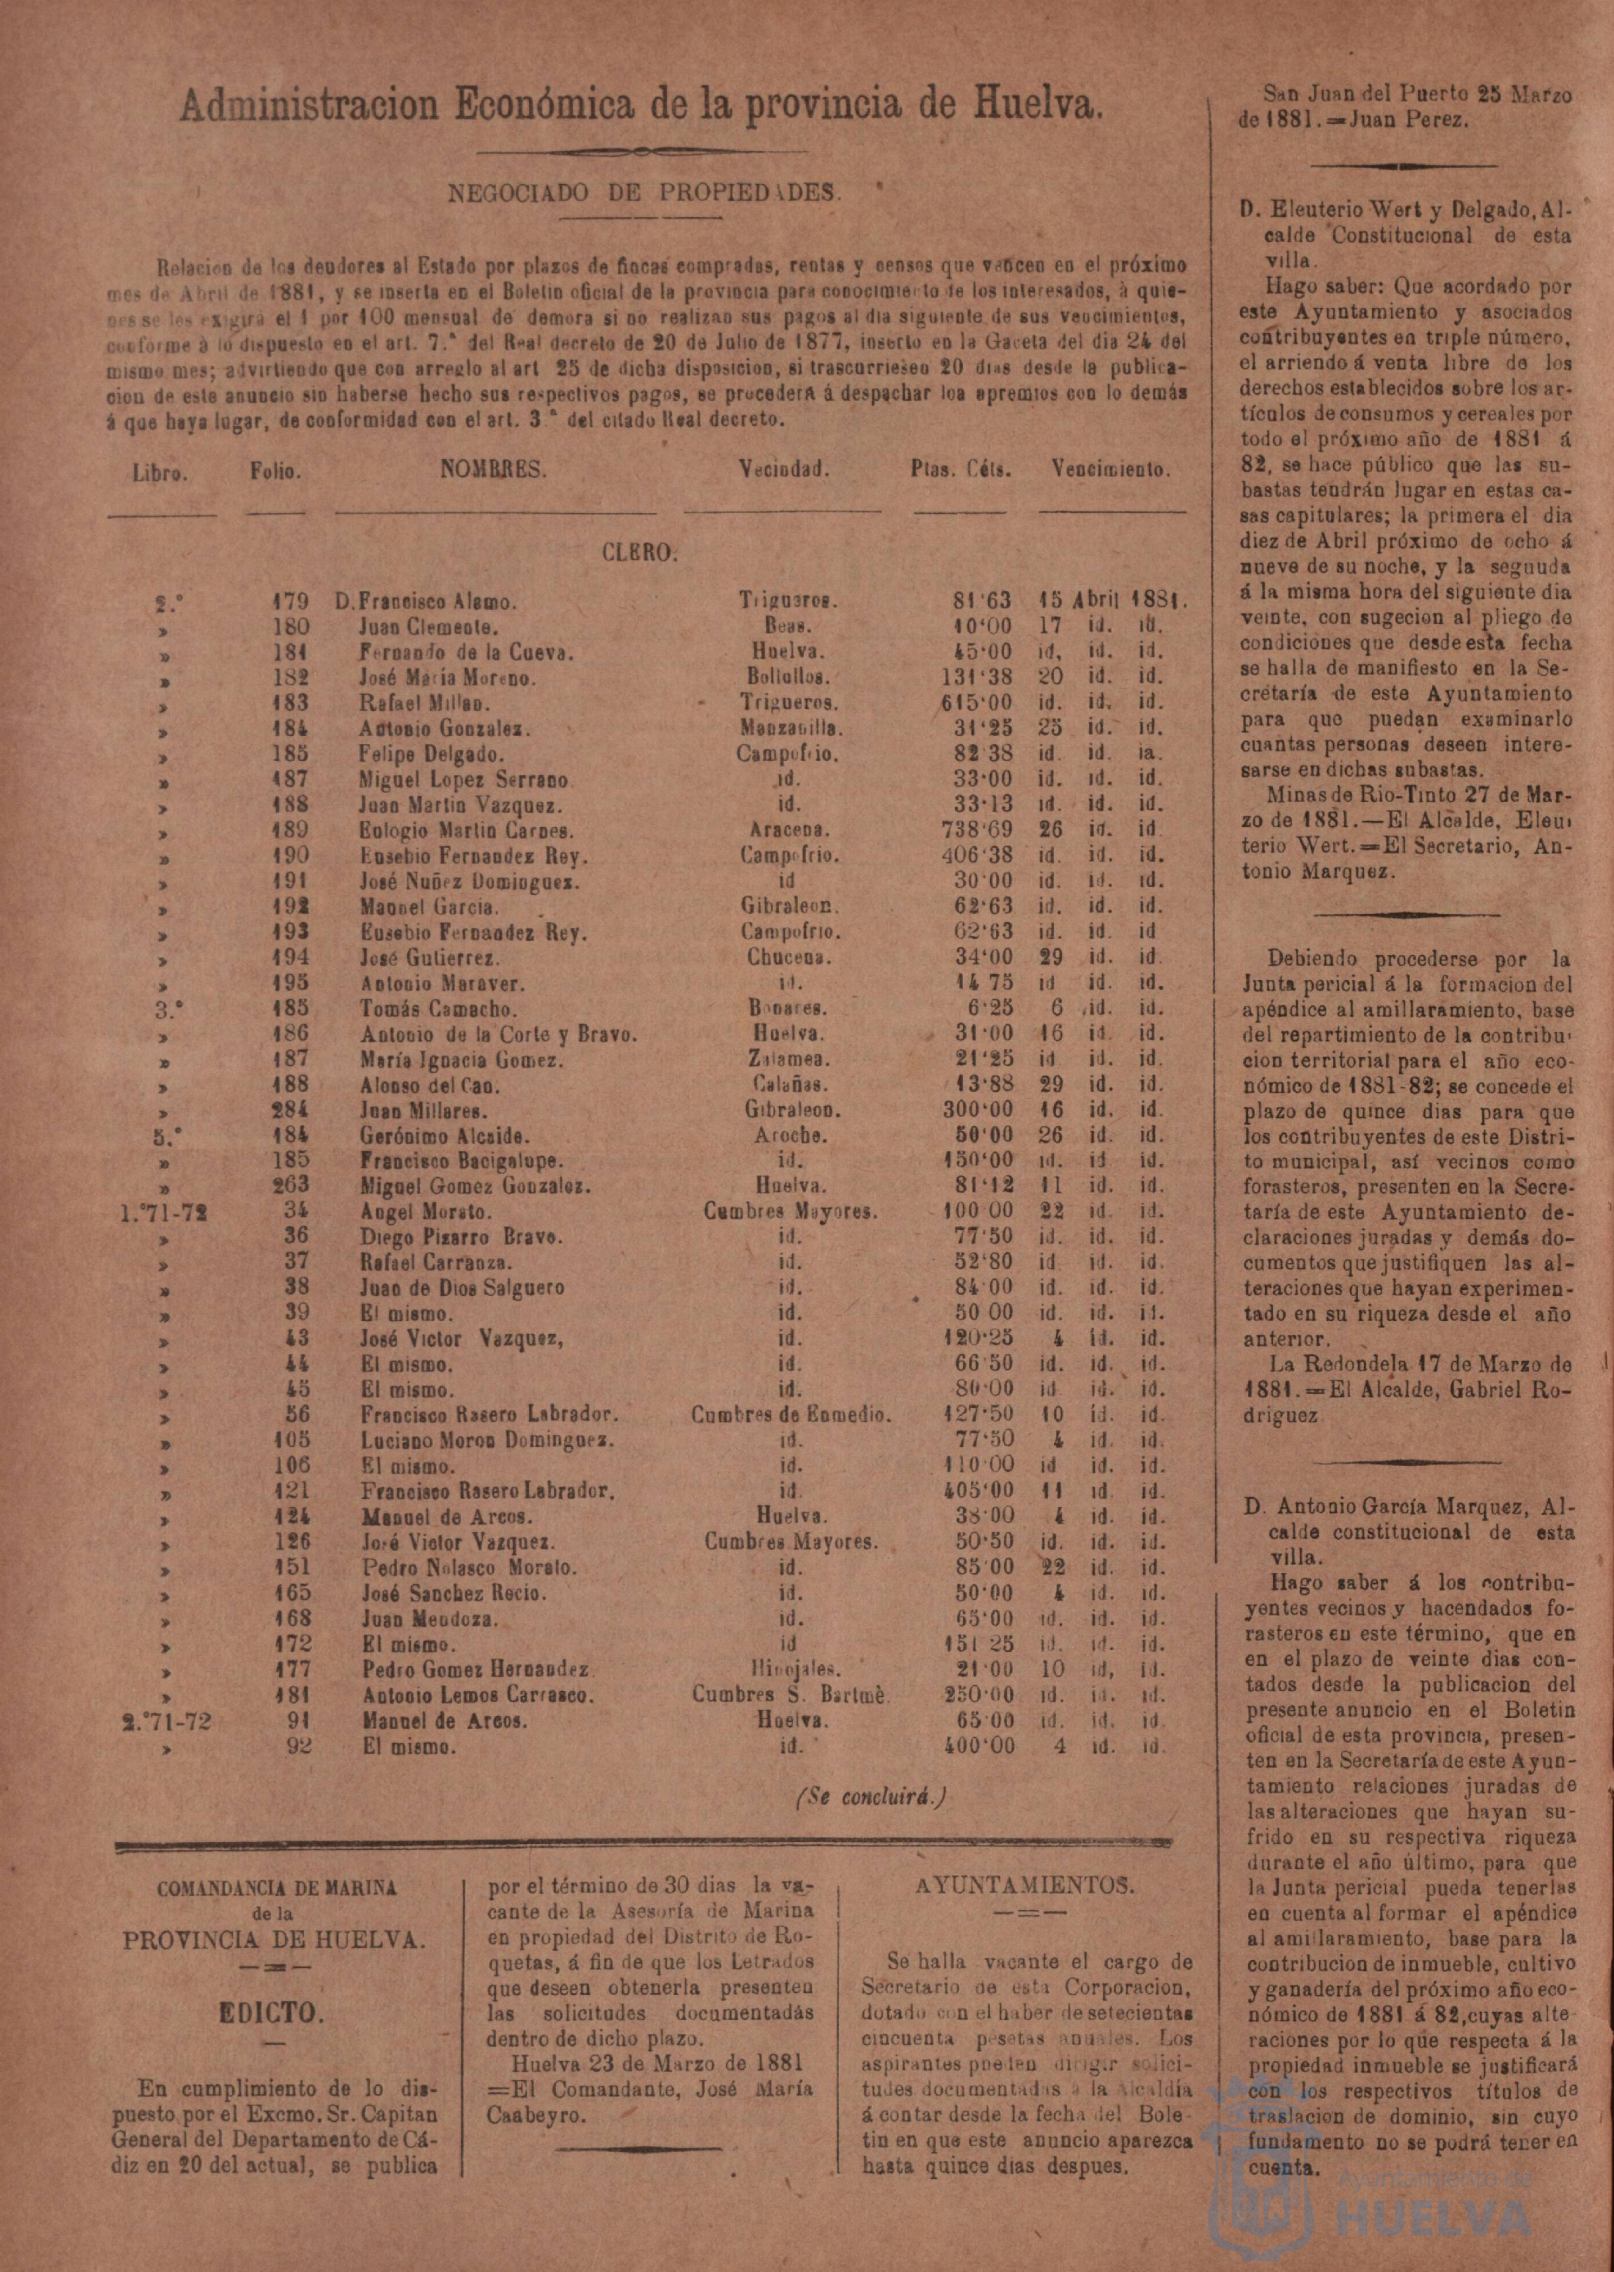 Administracion Económica de la provincia de Huelva.
NEGOCIADO DE PROPIEDADES.
Relacion de los deudores al Estado por plazos de fincas compradas, rentas y censos que vencen en el próximo
mes de Abril de 1881, y se inserta en el Boletin oficial de la provincia para conocimiento de los interesados, à quie-
nes se les exigirá el 1 por 100 mensual de demora si no realizan sus pagos al dia siguiente de sus vencimientos,
conforme à lo dispuesto en el art. 7.º del Real decreto de 20 de Julio de 1877, inserto en la Gaceta del dia 24 del
mismo mes; advirtiendo que con arreglo al art 25 de dicha disposicion, si trascurriesen 20 dias desde la publica-
cion de este anuncio sin haberse hecho sus respectivos pagos, se procederá á despachar los apremios con lo demás
á que haya lugar, de conformidad con el art. 3.º del citado Real decreto.
Libro. Folio. NOMBRES. Vecindad. Ptas. Céts. Vencimiento.
CLERO.
2.º 179 D. Francisco Alamo. Trigueros. 81'63 15 Abril 1881.
» 180 Juan Clemente. Beas. 10'00 17 id. id.
» 181 Fernando de la Cueva. Huelva. 45'00 id, id. id.
» 182 José María Moreno. Bollullos. 131'38 20 id. id.
» 183 Rafael Millan. Trigueros. 615'00 id. id. id.
» 184 Antonio Gonzalez. Manzanilla. 31'25 25 id. id.
» 185 Felipe Delgado. Campofrio. 82'38 id. id. id.
» 187 Miguel Lopez Serrano. id. 33'00 id. id. id.
» 188 Juan Martin Vazquez. id. 33'13 id. id. id.
» 189 Eulogio Martin Carnes. Aracena. 738'69 26 id. id.
» 190 Eusebio Fernandez Rey. Campofrio. 406'38 id. id. id.
» 191 José Nuñez Dominguez. id 30'00 id. id. id.
» 192 Manuel Garcia. Gibraleon. 62'63 id. id. id.
» 193 Eusebio Fernandez Rey. Campofrio. 62'63 id. id. id
» 194 José Gutierrez. Chucena. 34'00 29 id. id.
» 195 Antonio Maraver. id. 14 75 id id. id.
3.º 185 Tomás Camacho. Bonares. 6'25 6 id. id.
» 186 Antonio de la Corte y Bravo. Huelva. 31'00 16 id. id.
» 187 María Ignacia Gomez. Zalamea. 21'25 id id. id.
» 188 Alonso del Can. Calañas. 13'88 29 id. id.
» 284 Juan Millares. Gibraleon. 300'00 16 id. id.
5.º 184 Gerónimo Alcaide. Aroche. 50'00 26 id. id.
» 185 Francisco Bacigalupe. id. 150'00 id. id id.
» 263 Miguel Gomez Gonzalez. Huelva. 81'12 11 id. id.
1.º71-72 34 Angel Morato. Cumbres Mayores. 100 00 22 id. id.
» 36 Diego Pizarro Bravo. id. 77'50 id. id. id.
» 37 Rafael Carranza. id. 52'80 id. id. id.
» 38 Juan de Dios Salguero id. 84'00 id. id. id.
» 39 El mismo. id. 50 00 id. id. id.
» 43 José Victor Vazquez, id. 120'25 4 id. id.
» 44 El mismo. id. 66'50 id. id. id.
» 45 El mismo. id. 80'00 id id. id.
» 56 Francisco Rasero Labrador. Cumbres de Enmedio. 127'50 10 id. id.
» 105 Luciano Moron Dominguez. id. 77'50 4 id. id.
» 106 El mismo. id. 110'00 id id. id.
» 121 Francisco Rasero Labrador, id. 405'00 11 id. id.
» 124 Manuel de Arcos. Huelva. 38'00 4 id. id.
» 126 José Victor Vazquez. Cumbres Mayores. 50'50 id. id. id.
» 151 Pedro Nolasco Morato. id. 85'00 22 id. id.
» 165 José Sanchez Recio. id. 50'00 4 id. id.
» 168 Juan Mendoza. id. 65'00 id. id. id.
» 172 El mismo. id 151 25 id. id. id.
» 177 Pedro Gomez Hernandez. Hinojales. 21'00 10 id, id.
» 181 Antonio Lemos Carrasco. Cumbres S. Bartmè. 250'00 id. id. id.
2.º71-72 91 Manuel de Arcos. Huelva. 65'00 id. id. id.
» 92 El mismo. id. 400'00 4 id. id.
(Se concluirá.)
COMANDANCIA DE MARINA
de la
PROVINCIA DE HUELVA.
EDICTO.
En cumplimiento de lo dis-
puesto por el Excmo. Sr. Capitan
General del Departamento de Cá-
diz en 20 del actual, se publica
por el término de 30 dias la va-
cante de la Asesoría de Marina
en propiedad del Distrito de Ro-
quetas, á fin de que los Letrados
que deseen obtenerla presenten
las solicitudes documentadas
dentro de dicho plazo.
Huelva 23 de Marzo de 1881
=El Comandante, José María
Caabeyro.
AYUNTAMIENTOS.
Se halla vacante el cargo de
Secretario de esta Corporacion,
dotado con el haber de setecientas
cincuenta pesetas anuales. Los
aspirantes pueden dirigir solici-
tudes documentadas á la Alcaldía
á contar desde la fecha del Bole-
tin en que este anuncio aparezca
hasta quince dias despues.
San Juan del Puerto 25 Marzo
de 1881.=Juan Perez.
D. Eleuterio Wert y Delgado, Al-
calde Constitucional de esta
villa.
Hago saber: Que acordado por
este Ayuntamiento y asociados
contribuyentes en triple número,
el arriendo á venta libre de los
derechos establecidos sobre los ar-
tículos de consumos y cereales por
todo el próximo año de 1881 á
82, se hace público que las su-
bastas tendrán lugar en estas ca-
sas capitulares; la primera el dia
diez de Abril próximo de ocho á
nueve de su noche, y la segunda
á la misma hora del siguiente dia
veinte, con sugecion al pliego de
condiciones que desde esta fecha
se halla de manifiesto en la Se-
cretaría de este Ayuntamiento
para que puedan examinarlo
cuantas personas deseen intere-
sarse en dichas subastas.
Minas de Rio-Tinto 27 de Mar-
zo de 1881.—El Alcalde, Eleu-
terio Wert.=El Secretario, An-
tonio Marquez.
Debiendo procederse por la
Junta pericial á la formacion del
apéndice al amillaramiento, base
del repartimiento de la contribu-
cion territorial para el año eco-
nómico de 1881-82; se concede el
plazo de quince dias para que
los contribuyentes de este Distri-
to municipal, así vecinos como
forasteros, presenten en la Secre-
taría de este Ayuntamiento de-
claraciones juradas y demás do-
cumentos que justifiquen las al-
teraciones que hayan experimen-
tado en su riqueza desde el año
anterior.
La Redondela 17 de Marzo de
1881.=El Alcalde, Gabriel Ro-
driguez.
D. Antonio García Marquez, Al-
calde constitucional de esta
villa.
Hago saber á los contribu-
yentes vecinos y hacendados fo-
rasteros en este término, que en
en el plazo de veinte dias con-
tados desde la publicacion del
presente anuncio en el Boletin
oficial de esta provincia, presen-
ten en la Secretaría de este Ayun-
tamiento relaciones juradas de
las alteraciones que hayan su-
frido en su respectiva riqueza
durante el año último, para que
la Junta pericial pueda tenerlas
en cuenta al formar el apéndice
al amillaramiento, base para la
contribucion de inmueble, cultivo
y ganadería del próximo año eco-
nómico de 1881 á 82, cuyas alte-
raciones por lo que respecta á la
propiedad inmueble se justificará
con los respectivos títulos de
traslacion de dominio, sin cuyo
fundamento no se podrá tener en
cuenta.
Ayuntamiento de
HUELVA